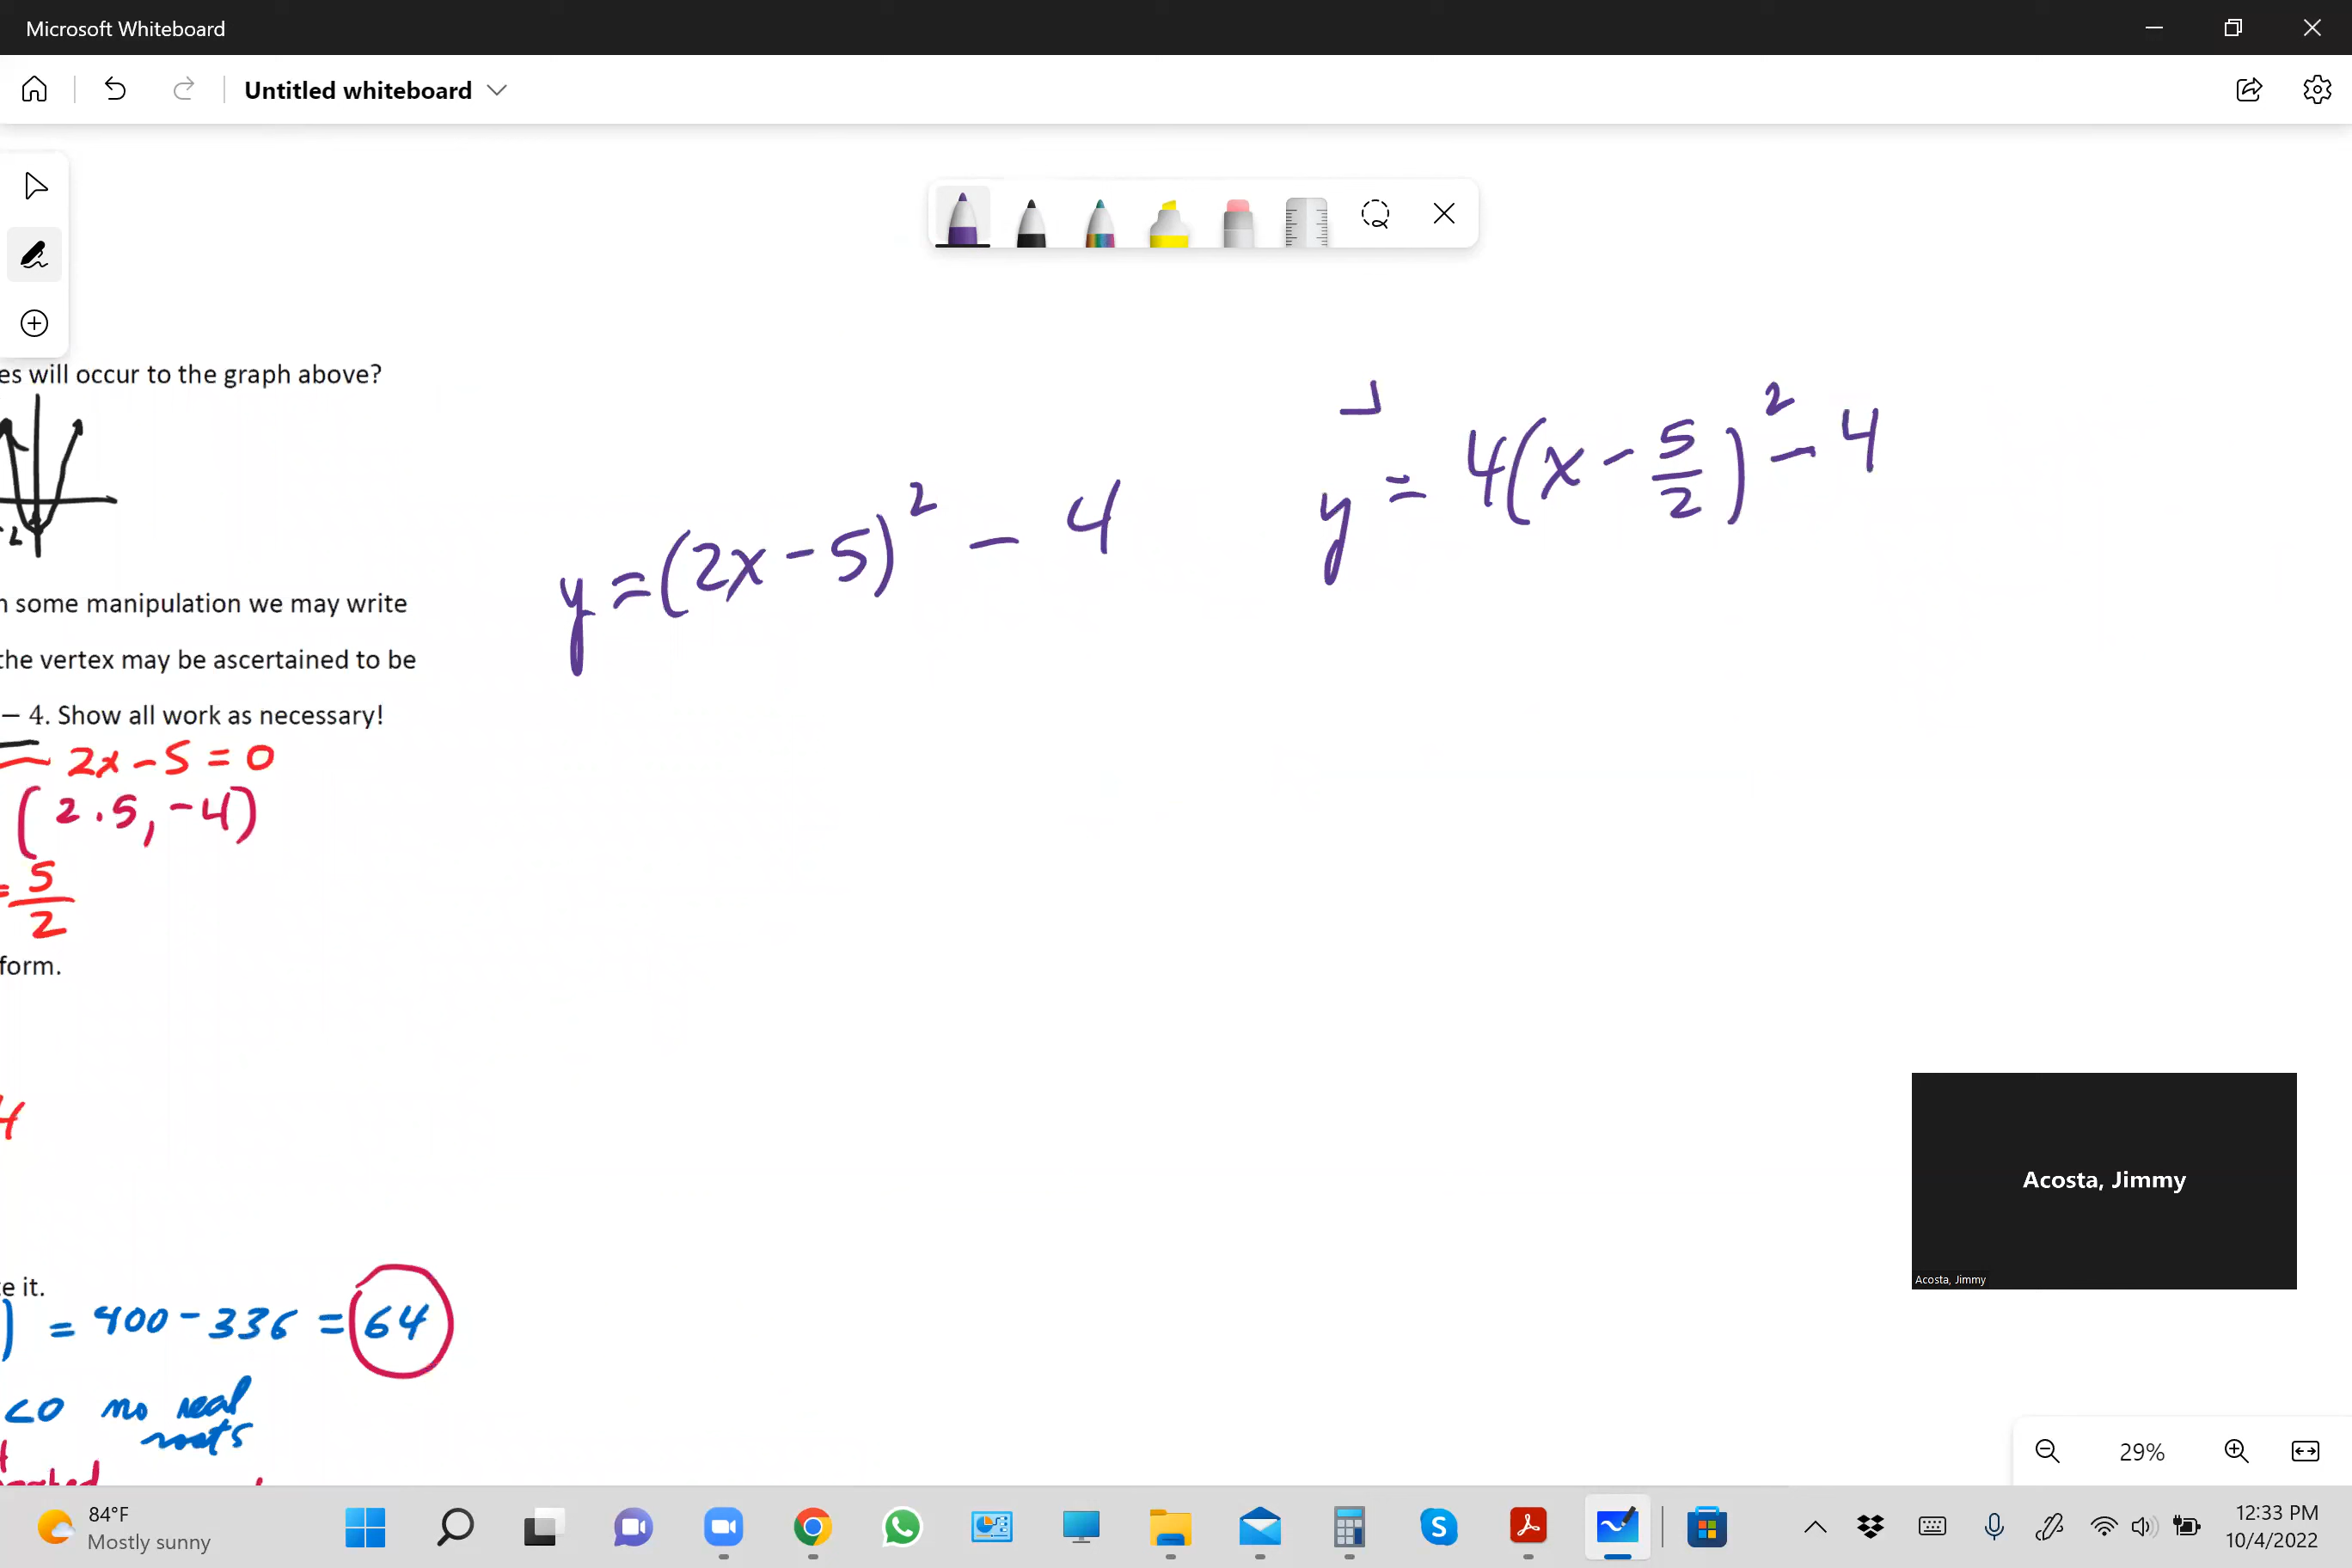 Microsoft Whiteboard
Untitled whiteboard
es will occur to the graph above?
y = (2x - 5)² - 4
y = 4(x - 5/2)² - 4
n some manipulation we may write
the vertex may be ascertained to be
- 4. Show all work as necessary!
2x - 5 = 0
(2.5, -4)
= 5/2
form.
4
Acosta, Jimmy
Acosta, Jimmy
te it.
) = 400 - 336 = 64
<0 no real
roots
29%
84°F
Mostly sunny
12:33 PM
10/4/2022